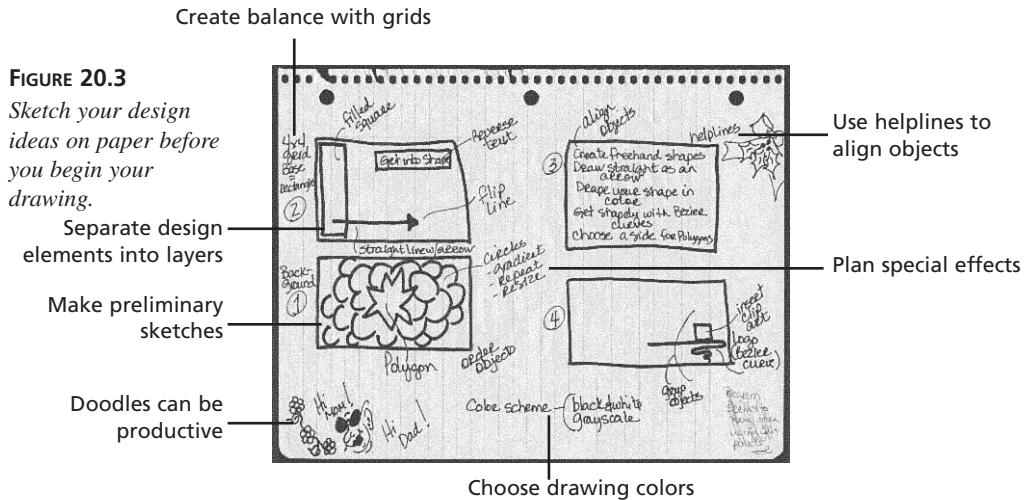 Create balance with grids
FIGURE 20.3
Sketch your design
ideas on paper before
you begin your
drawing.
Separate design
elements into layers
Make preliminary
sketches
Doodles can be
productive
filled
square
4x4
grid
Base
=
Rectangle
2
Reverse
text
Get into Shape
flip
line
straight line w/arrow
Back-
ground
1
circles
- gradient
- Repeat
- Resize
Polygon
Order
Objects
Hi
You!
Hi
Dad!
align
objects
helplines
3
Create freehand shapes
Draw straight as an
arrow
Drape your shape in
color
Get shapely with Bézier
curves
Choose a side for Polygons
4
insert
clip
art
logo
(Bezier
curve)
group
objects
Color scheme
black&white
grayscale
Use helplines to
align objects
Plan special effects
Choose drawing colors